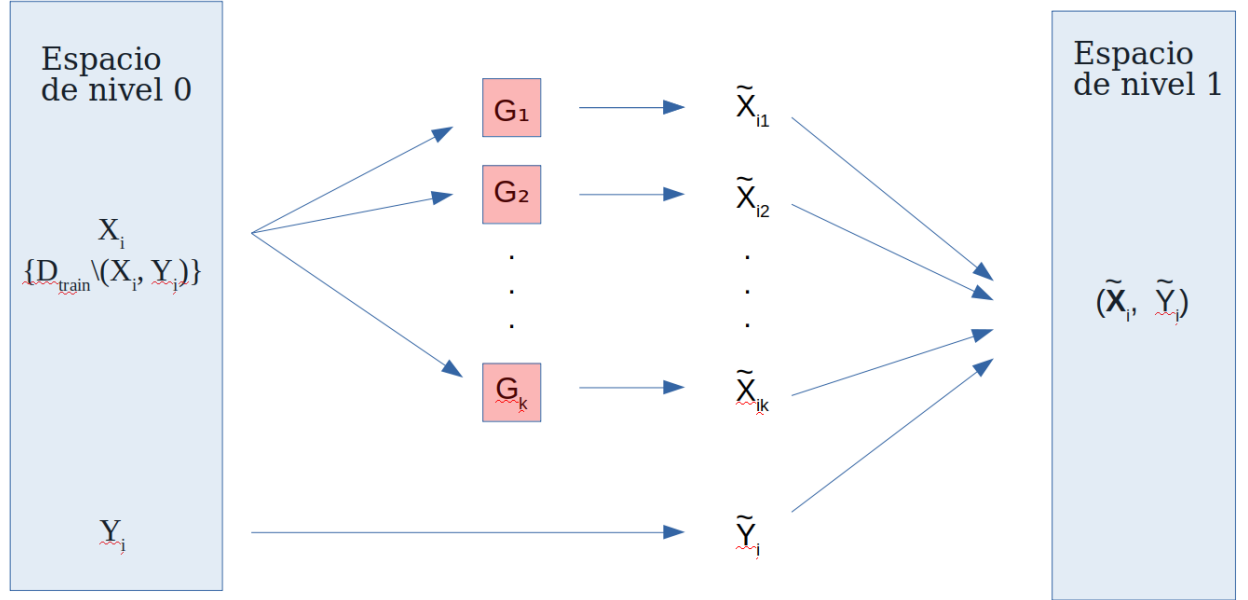 Espacio
de nivel 0
X_i
{D_train\(X_i, Y_i)}
Y_i
G₁
G₂
.
.
.
G_k
X̃_i1
X̃_i2
.
.
.
X̃_ik
Ỹ_i
Espacio
de nivel 1
(X̃_i, Ỹ_i)